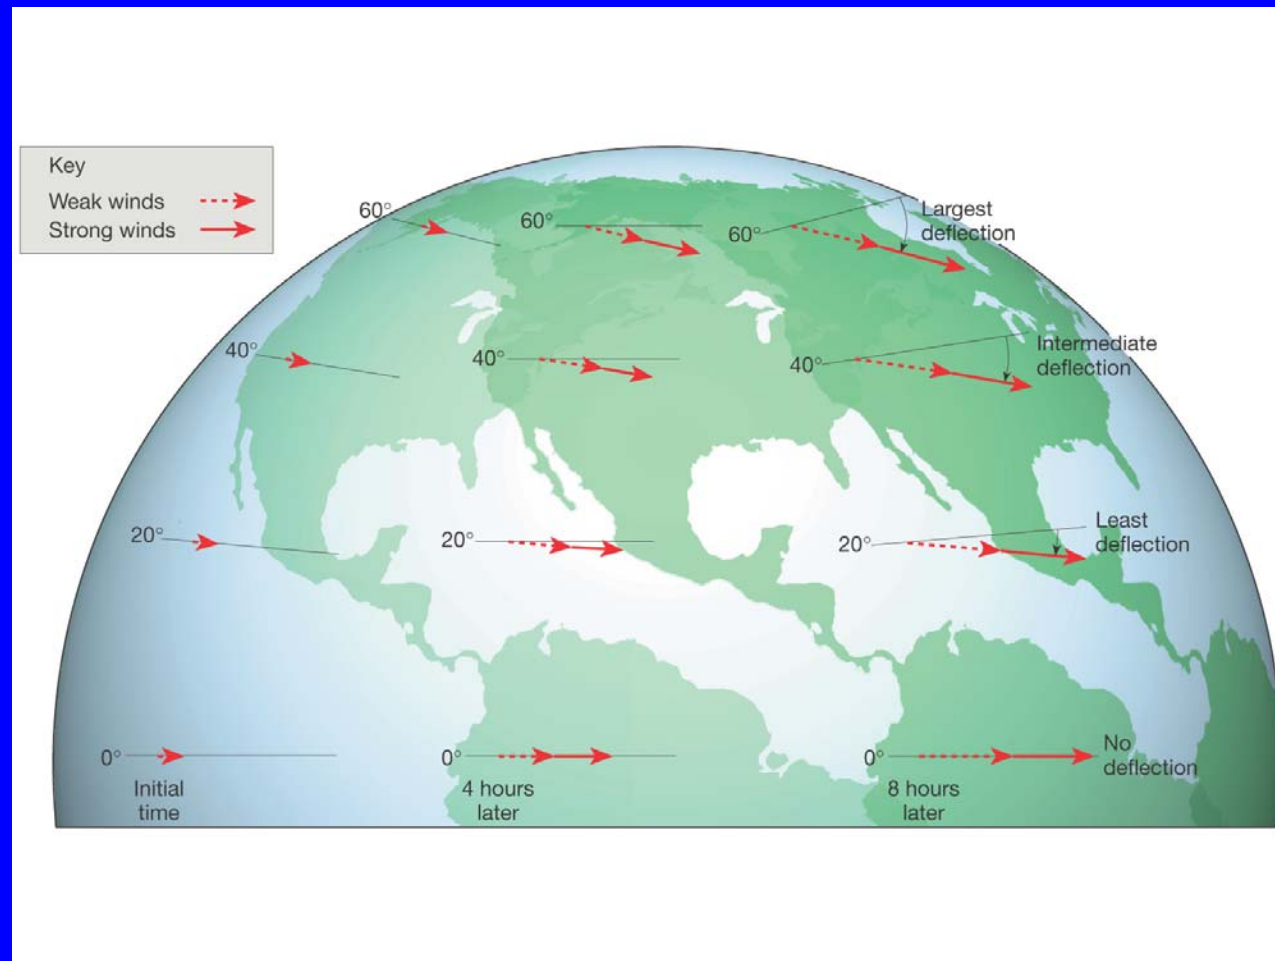 Key
Weak winds
Strong winds
60°
60°
60°
Largest
deflection
40°
40°
40°
Intermediate
deflection
20°
20°
20°
Least
deflection
0°
0°
0°
No
deflection
Initial
time
4 hours
later
8 hours
later